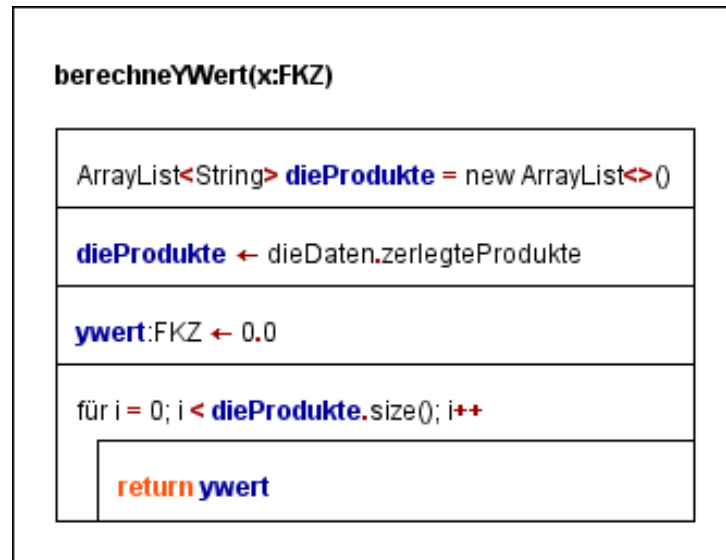 berechneYWert(x:FKZ)
ArrayList<String> dieProdukte = new ArrayList<>()
dieProdukte ← dieDaten.zerlegteProdukte
ywert:FKZ ← 0.0
für i = 0; i < dieProdukte.size(); i++
return ywert